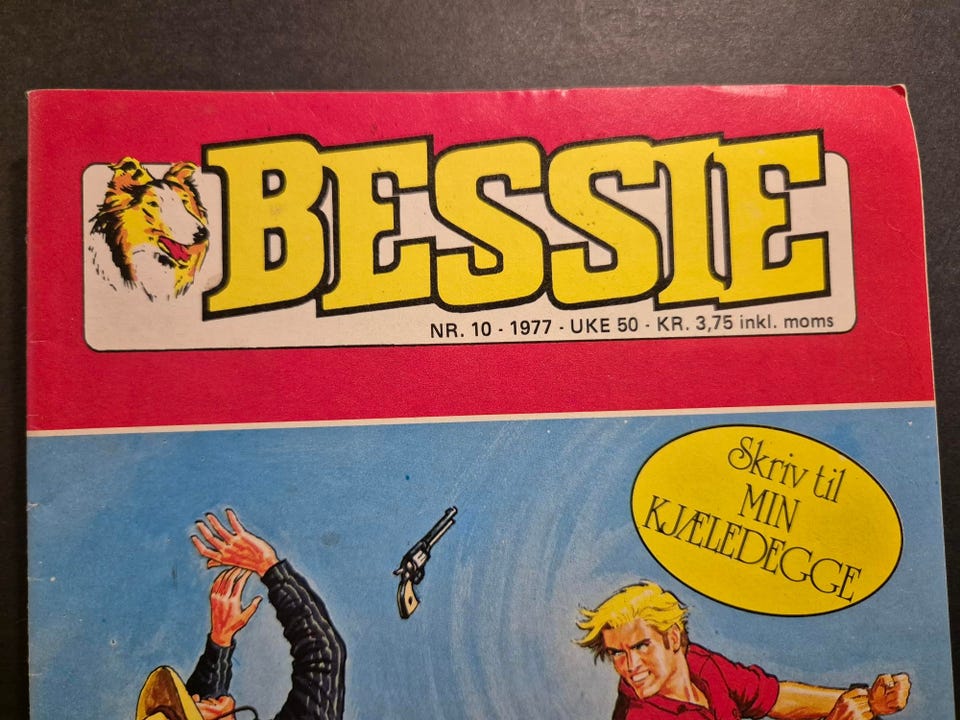 BESSIE
NR. 10 - 1977 - UKE 50 - KR. 3,75 inkl. moms
Skriv til
MIN
KJÆLEDEGGE